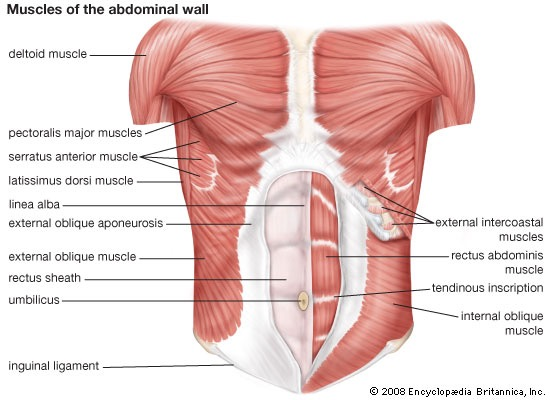 Muscles of the abdominal wall
deltoid muscle
pectoralis major muscles
serratus anterior muscle
latissimus dorsi muscle
linea alba
external oblique aponeurosis
external oblique muscle
rectus sheath
umbilicus
inguinal ligament
external intercoastal
muscles
rectus abdominis
muscle
tendinous inscription
internal oblique
muscle
© 2008 Encyclopædia Britannica, Inc.